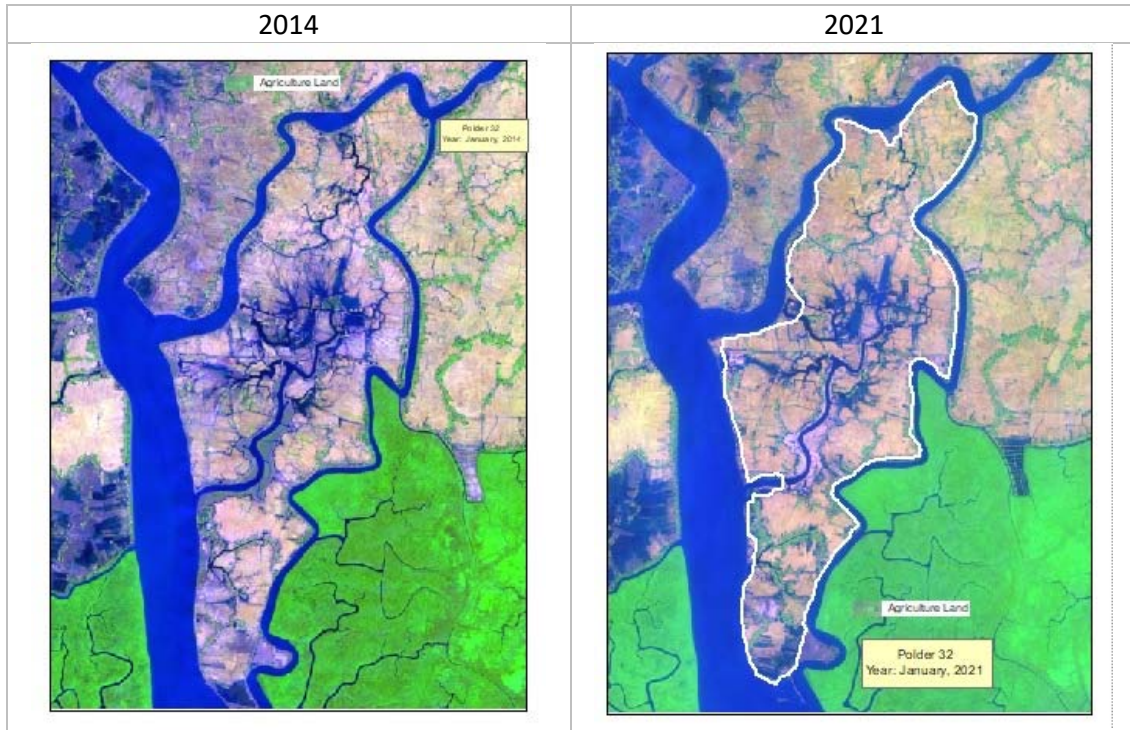 2014
2021
Agriculture Land
Polder 32
Year: January, 2014
Agriculture Land
Polder 32
Year: January, 2021